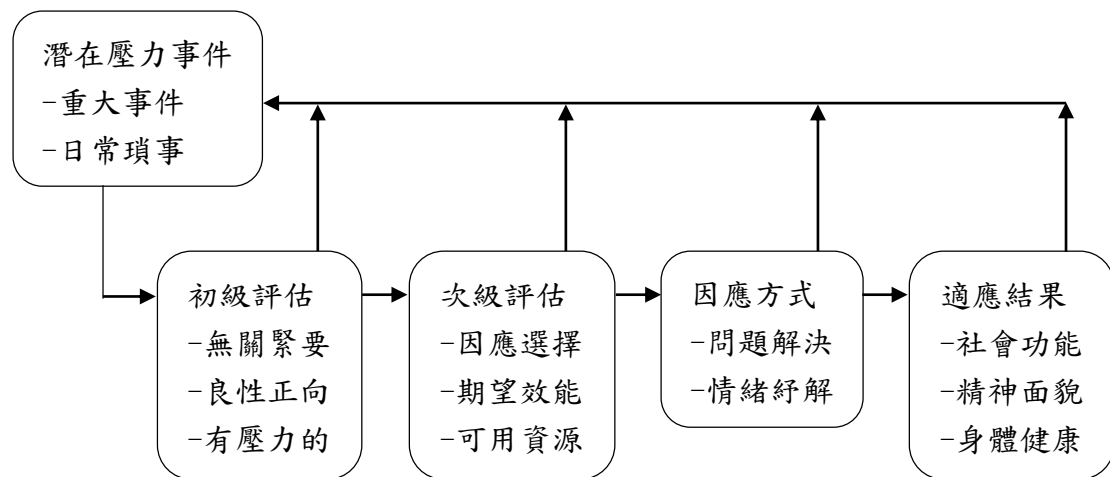 潛在壓力事件
-重大事件
-日常瑣事
初級評估
-無關緊要
-良性正向
-有壓力的
次級評估
-因應選擇
-期望效能
-可用資源
因應方式
-問題解決
-情緒紓解
適應結果
-社會功能
-精神面貌
-身體健康